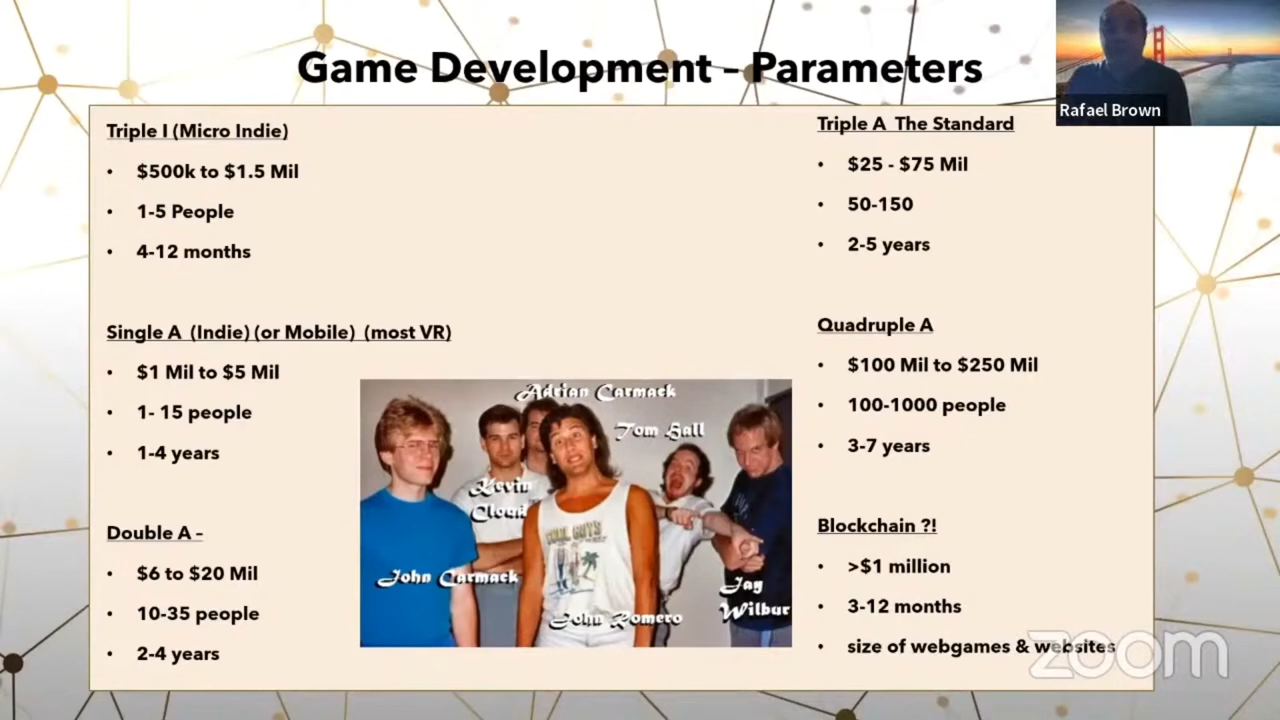 Game Development – Parameters
Rafael Brown
Triple I (Micro Indie)
• $500k to $1.5 Mil
• 1-5 People
• 4-12 months
Single A (Indie) (or Mobile) (most VR)
• $1 Mil to $5 Mil
• 1- 15 people
• 1-4 years
Double A –
• $6 to $20 Mil
• 10-35 people
• 2-4 years
Adrian Carmack
Tom Hall
Kevin
Cloud
John Carmack
John Romero
Jay
Wilbur
COOL GUYS
Triple A The Standard
• $25 - $75 Mil
• 50-150
• 2-5 years
Quadruple A
• $100 Mil to $250 Mil
• 100-1000 people
• 3-7 years
Blockchain ?!
• >$1 million
• 3-12 months
• size of webgames & websites
zoom